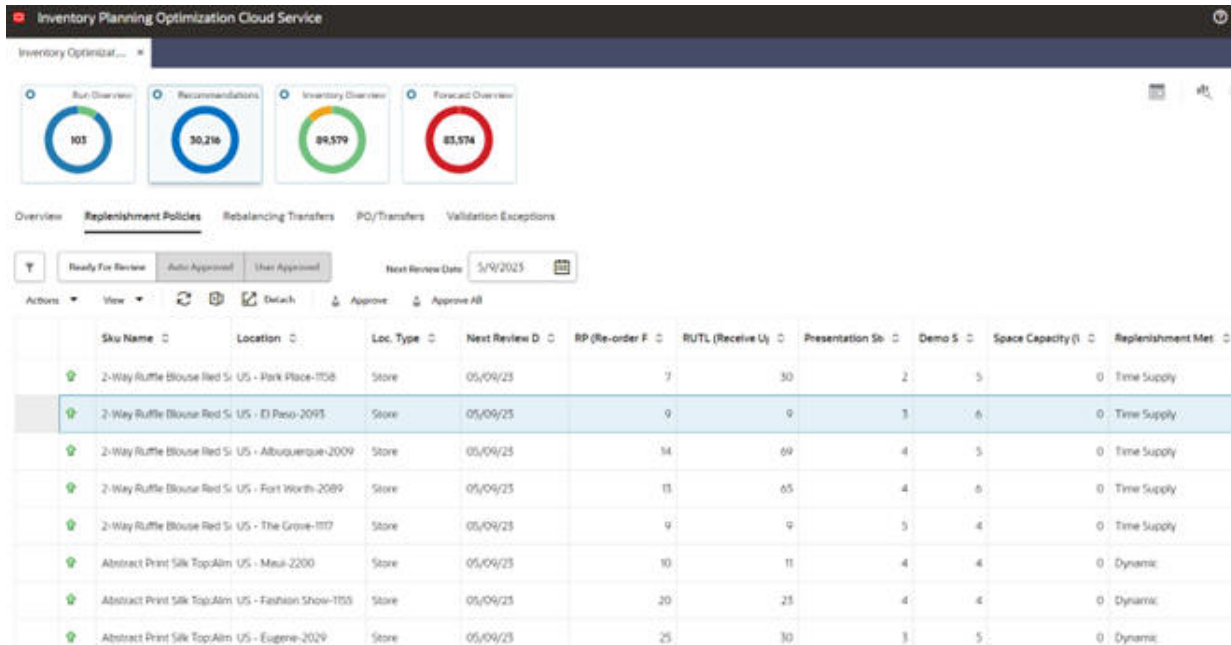 Inventory Planning Optimization Cloud Service
Inventory Optimizat... ×
Run Overview
103
Recommendations
30,216
Inventory Overview
89,579
Forecast Overview
83,574
Overview Replenishment Policies Rebalancing Transfers PO/Transfers Validation Exceptions
Ready For Review Auto Approved User Approved Next Review Date 5/9/2023
Actions View Detach Approve Approve All
Sku Name Location Loc. Type Next Review D RP (Re-order P RUTL (Receive Up Presentation Sto Demo S Space Capacity (\ Replenishment Met
2-Way Ruffle Blouse Red S US - Park Place-1158 Store 05/09/23 7 30 2 5 0 Time Supply
2-Way Ruffle Blouse Red S US - El Paso-2093 Store 05/09/23 9 9 3 6 0 Time Supply
2-Way Ruffle Blouse Red S US - Albuquerque-2009 Store 05/09/23 14 69 4 5 0 Time Supply
2-Way Ruffle Blouse Red S US - Fort Worth-2089 Store 05/09/23 13 65 4 6 0 Time Supply
2-Way Ruffle Blouse Red S US - The Grove-1117 Store 05/09/23 9 9 5 4 0 Time Supply
Abstract Print Silk Top:Alm US - Maui-2200 Store 05/09/23 10 11 4 4 0 Dynamic
Abstract Print Silk Top:Alm US - Fashion Show-1155 Store 05/09/23 20 23 4 4 0 Dynamic
Abstract Print Silk Top:Alm US - Eugene-2029 Store 05/09/23 25 30 3 5 0 Dynamic